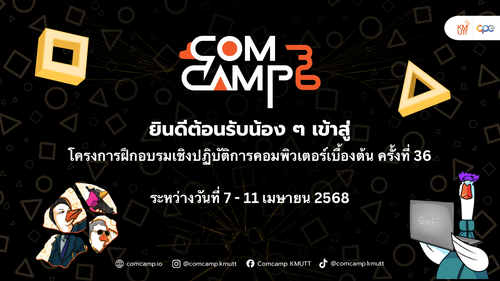 KM
UTT
cpe
COM
CAMP 36
ยินดีต้อนรับน้อง ๆ เข้าสู่
โครงการฝึกอบรมเชิงปฏิบัติการคอมพิวเตอร์เบื้องต้น ครั้งที่ 36
ระหว่างวันที่ 7 - 11 เมษายน 2568
comcamp.io @comcamp.kmutt Comcamp KMUTT @comcamp.kmutt